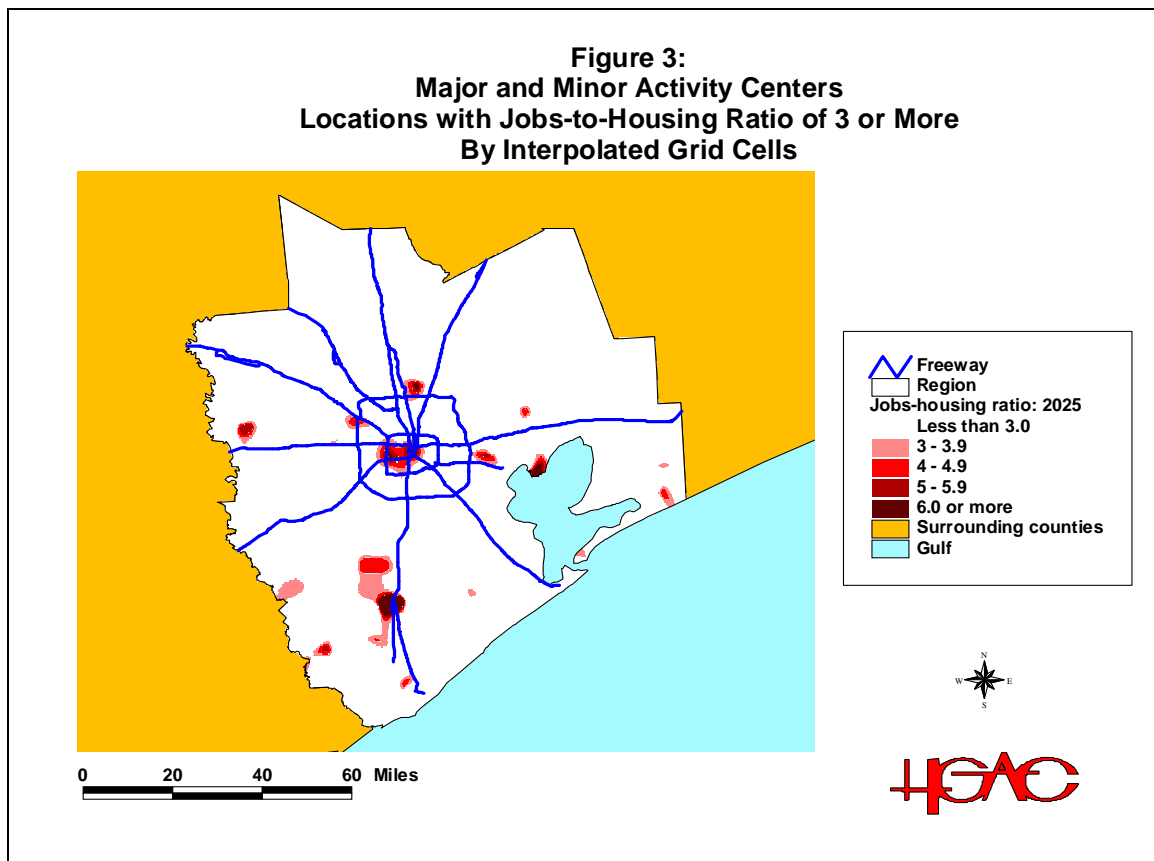 Figure 3:
Major and Minor Activity Centers
Locations with Jobs-to-Housing Ratio of 3 or More
By Interpolated Grid Cells
Freeway
Region
Jobs-housing ratio: 2025
Less than 3.0
3 - 3.9
4 - 4.9
5 - 5.9
6.0 or more
Surrounding counties
Gulf
N
W E
S
0 20 40 60 Miles
HGAC